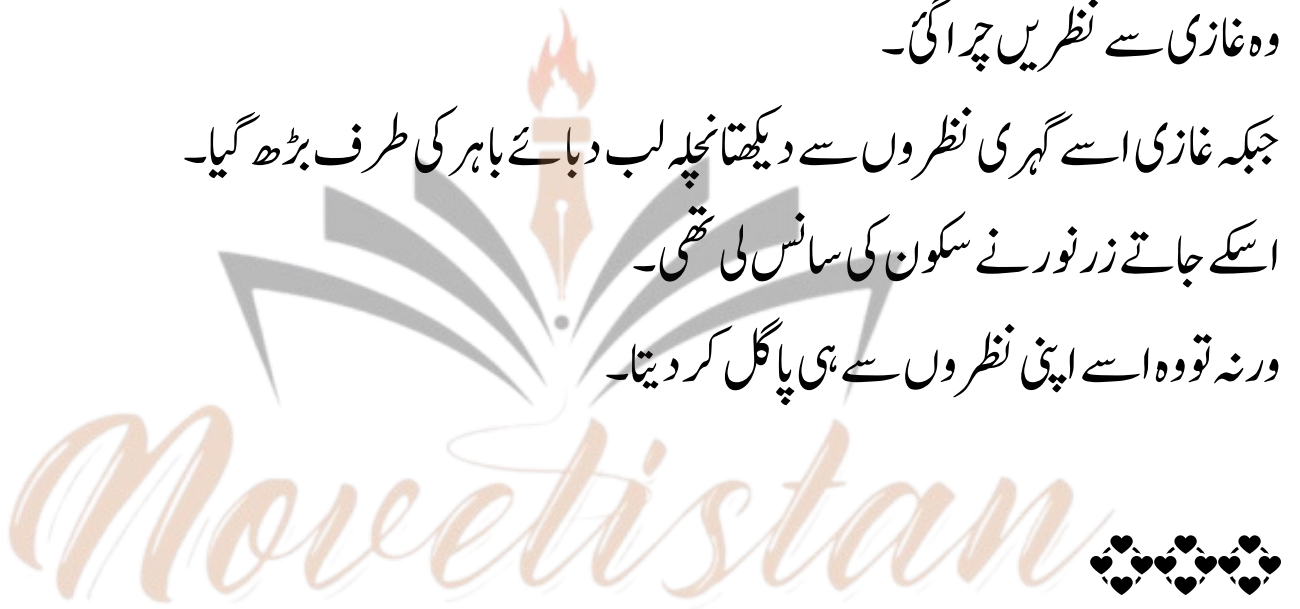 وہ غازی سے نظریں چرا گئ۔
جبکہ غازی اسے گہری نظروں سے دیکھتا نچلہ لب دبائے باہر کی طرف بڑھ گیا۔
اسکے جاتے زرنور نے سکون کی سانس لی تھی۔
ورنہ تو وہ اسے اپنی نظروں سے ہی پاگل کر دیتا۔
Novelistan